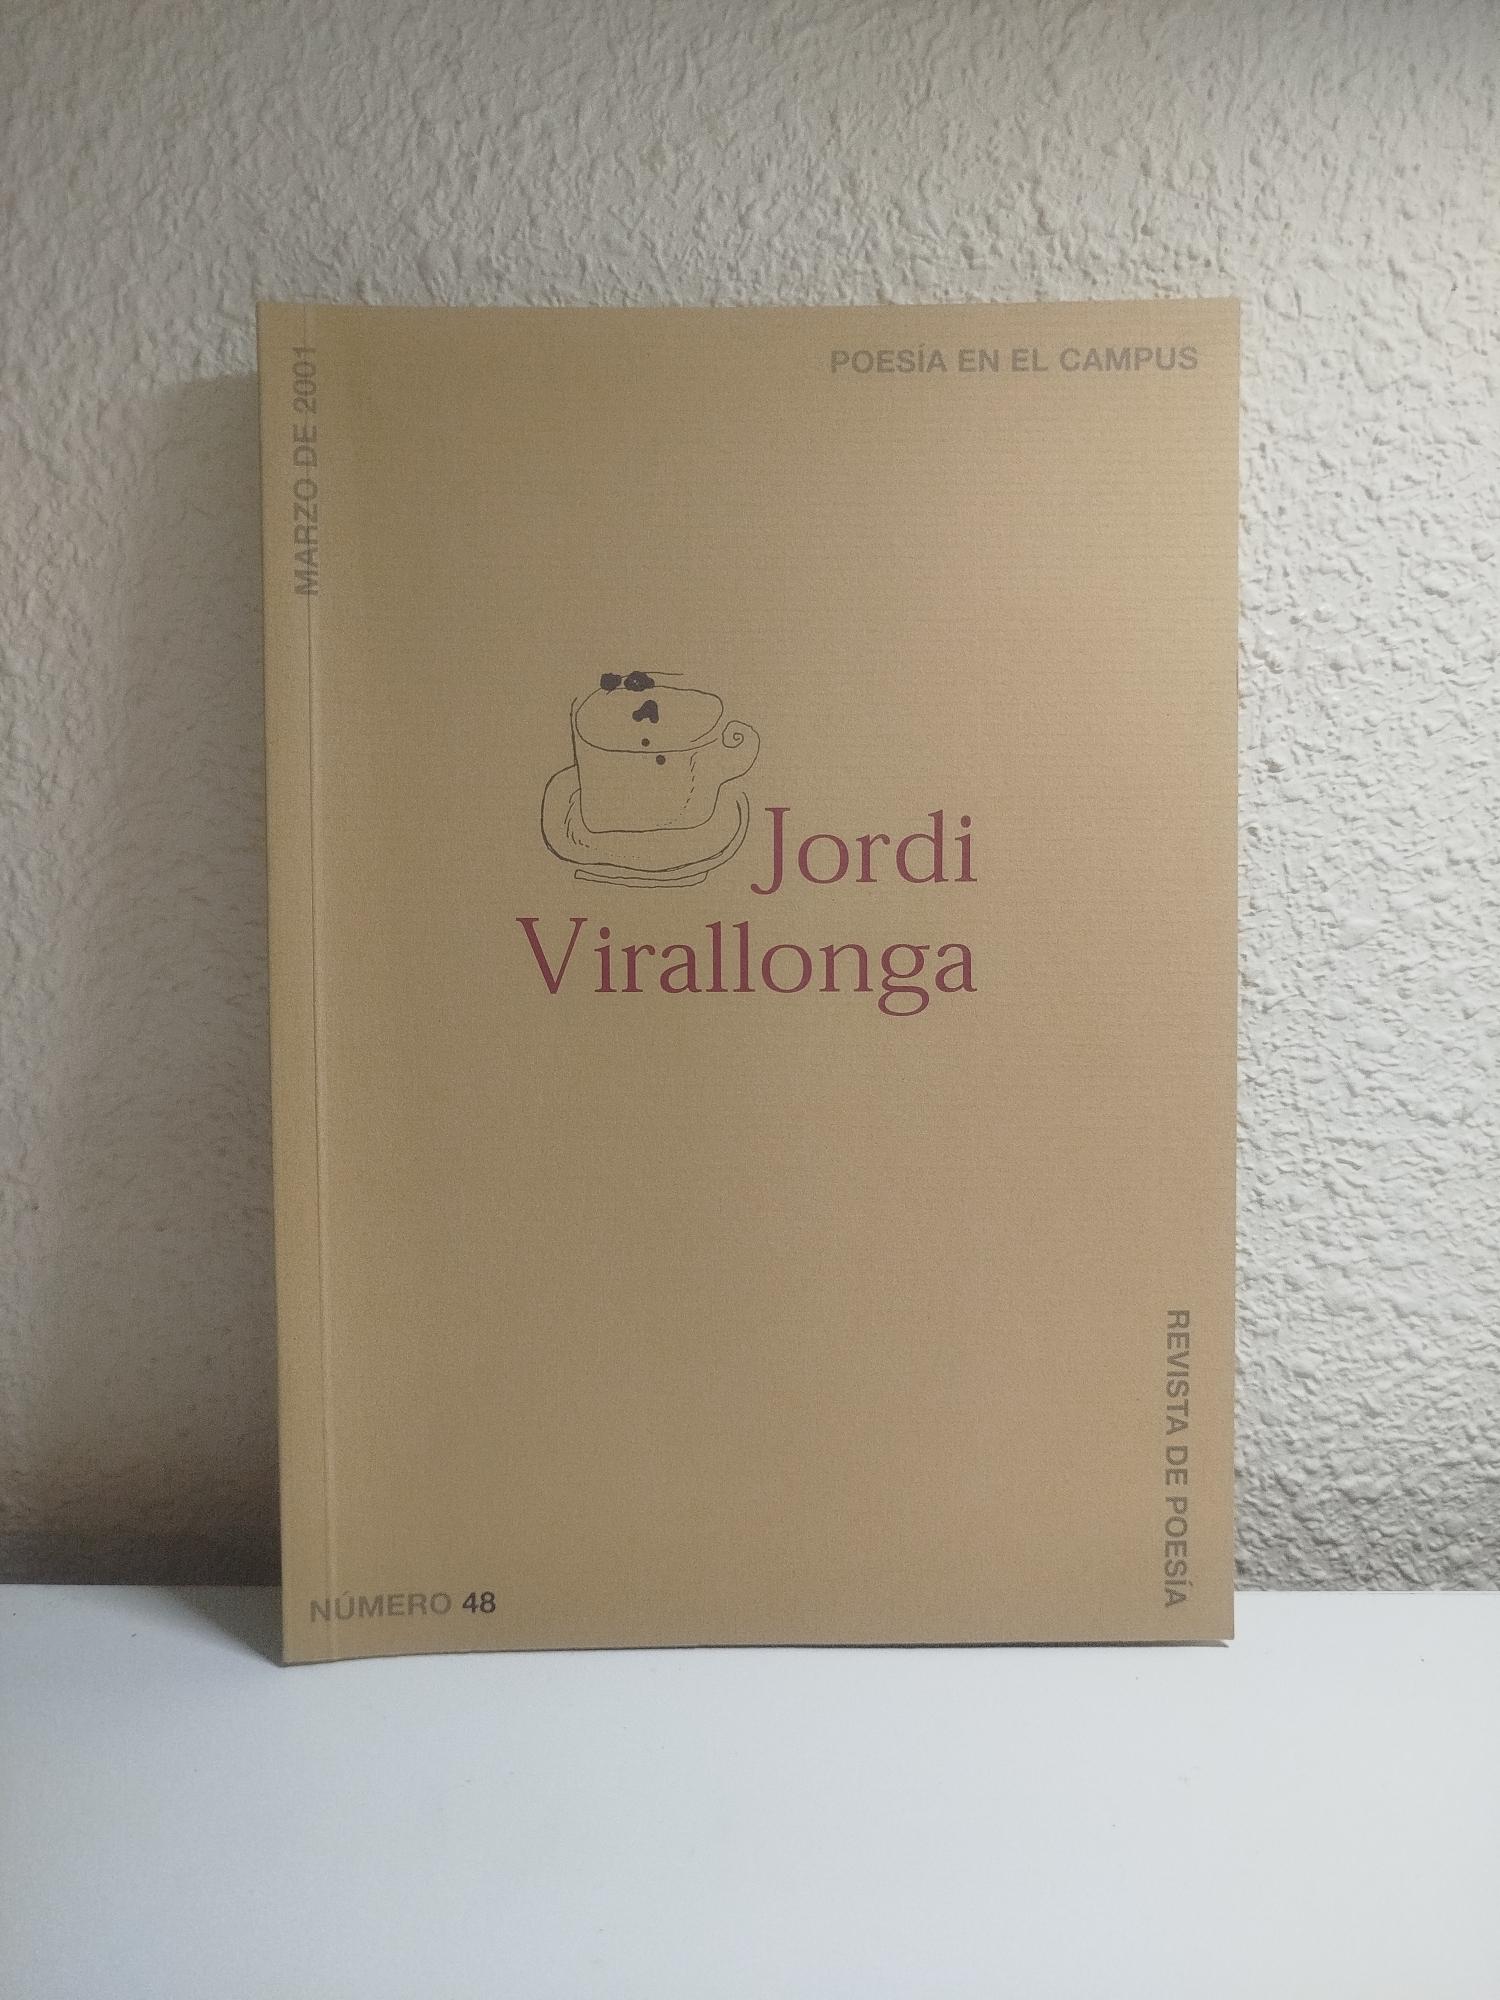 MARZO DE 2001
POESÍA EN EL CAMPUS
Jordi
Virallonga
REVISTA DE POESÍA
NÚMERO 48